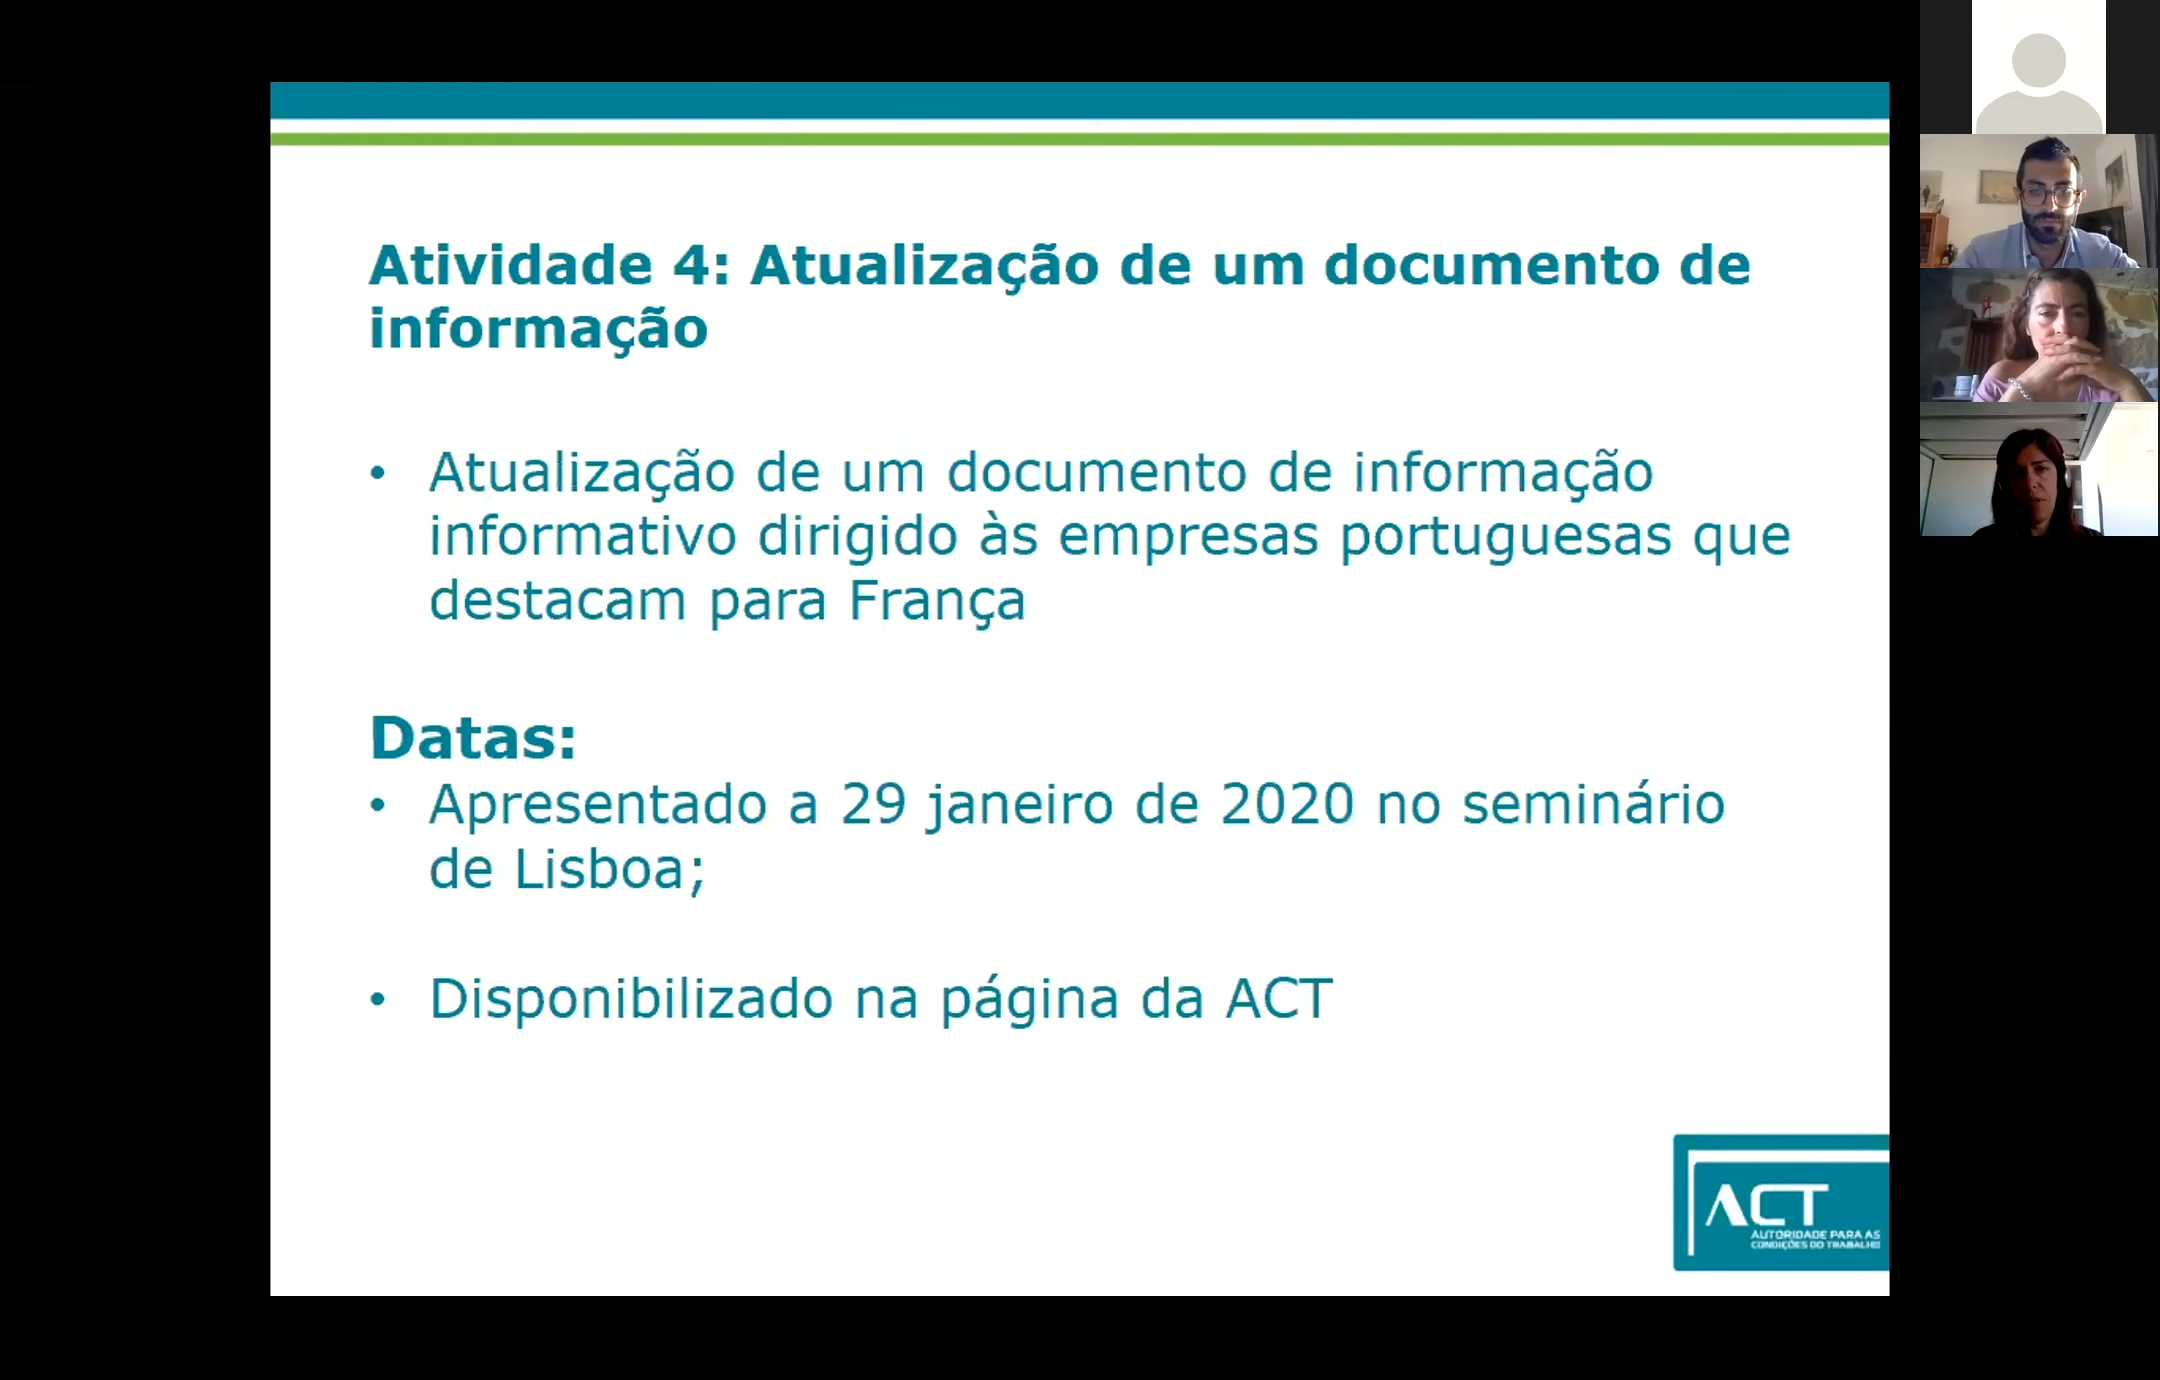 Atividade 4: Atualização de um documento de
informação
• Atualização de um documento de informação
informativo dirigido às empresas portuguesas que
destacam para França
Datas:
• Apresentado a 29 janeiro de 2020 no seminário
de Lisboa;
• Disponibilizado na página da ACT
ACT
AUTORIDADE PARA AS
CONDIÇÕES DO TRABALHO